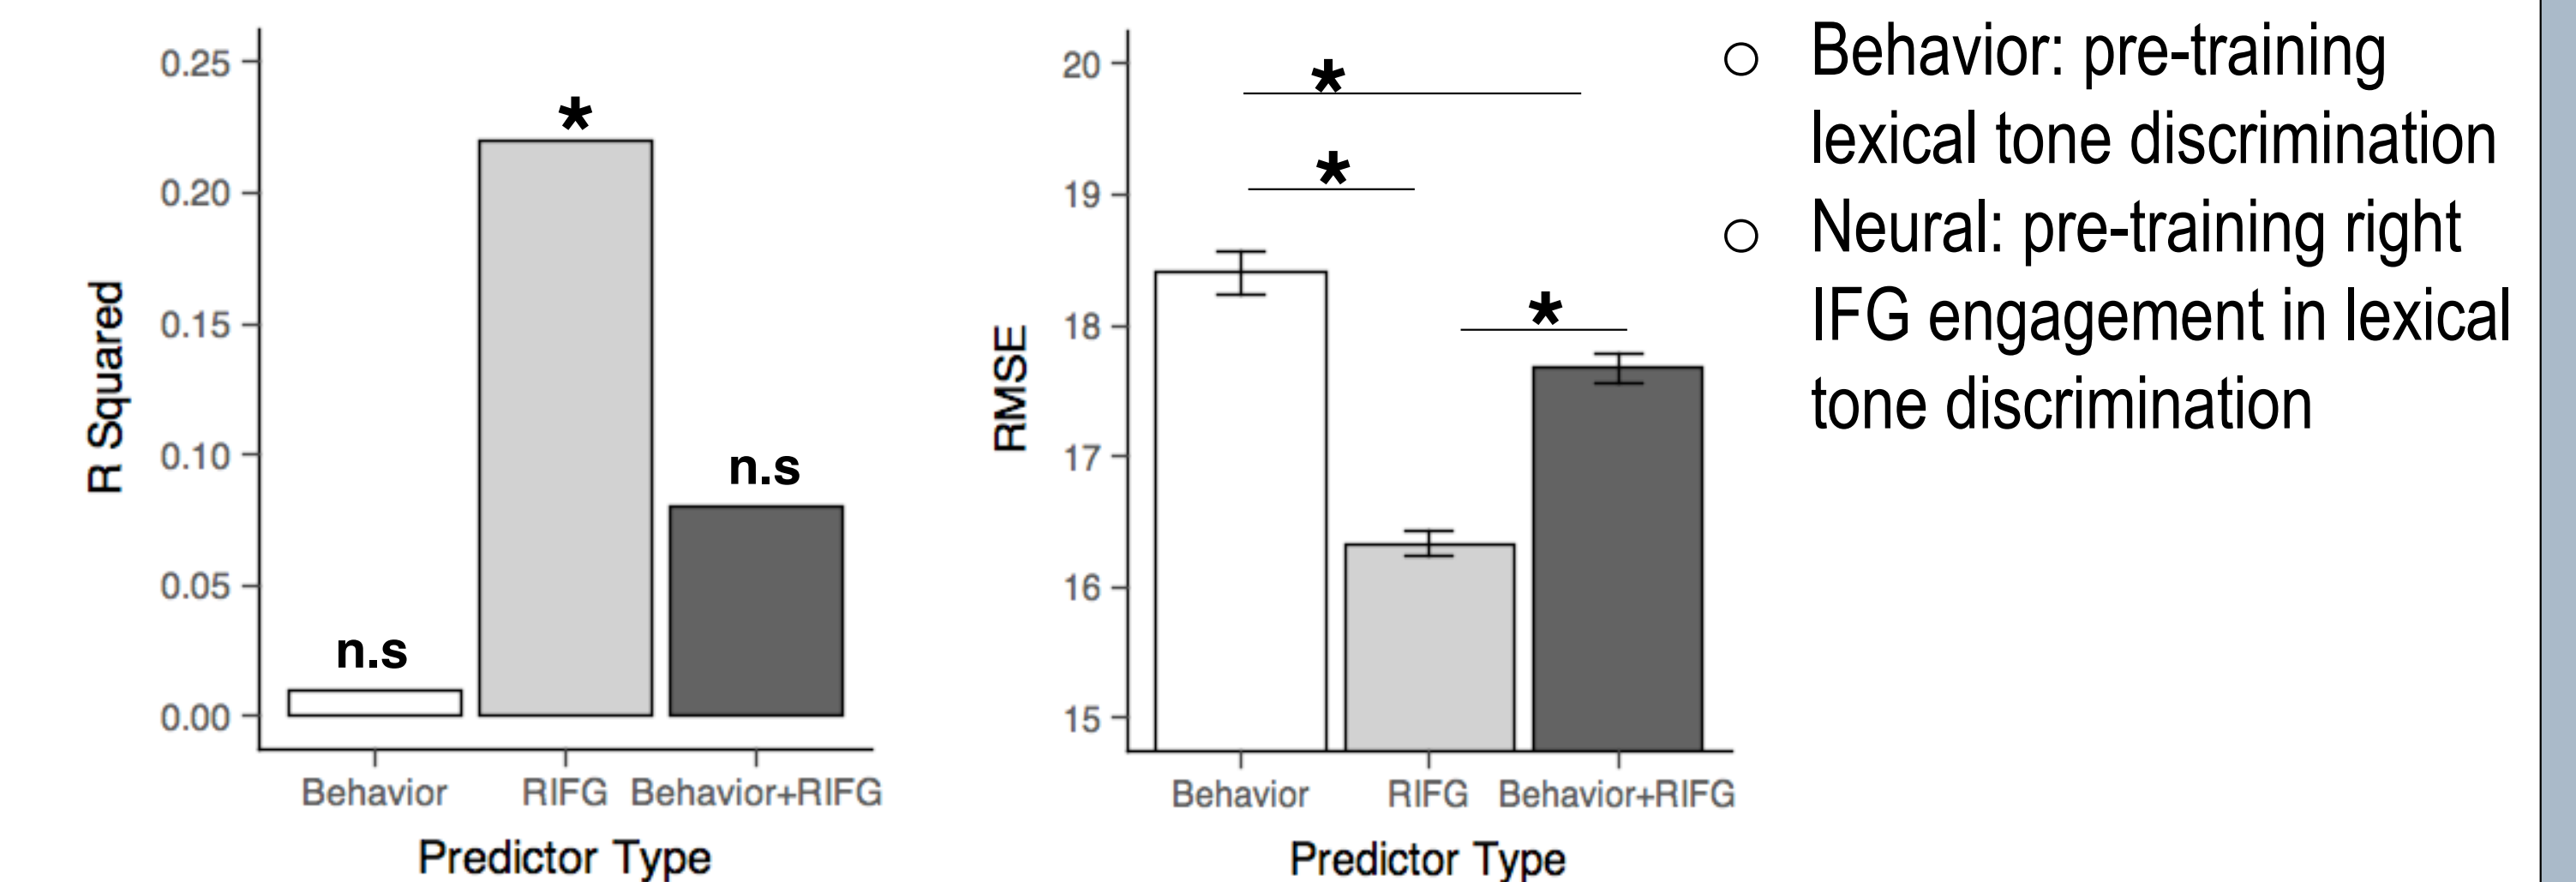 0.25
0.20
0.15
0.10
0.05
0.00
R Squared
*
n.s
n.s
Behavior
RIFG
Behavior+RIFG
Predictor Type
20
19
18
17
16
15
RMSE
*
*
*
Behavior
RIFG
Behavior+RIFG
Predictor Type
○ Behavior: pre-training
lexical tone discrimination
○ Neural: pre-training right
IFG engagement in lexical
tone discrimination